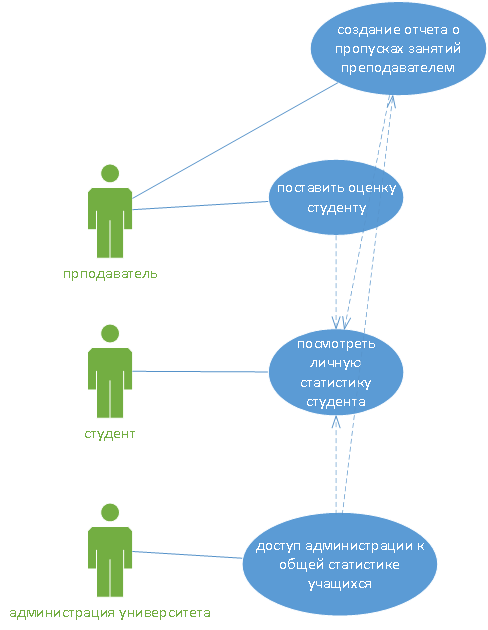 создание отчета о
пропусках занятий
преподавателем
поставить оценку
студенту
прподаватель
посмотреть
личную
статистику
студента
студент
доступ администрации к
общей статистике
учащихся
администрация университета